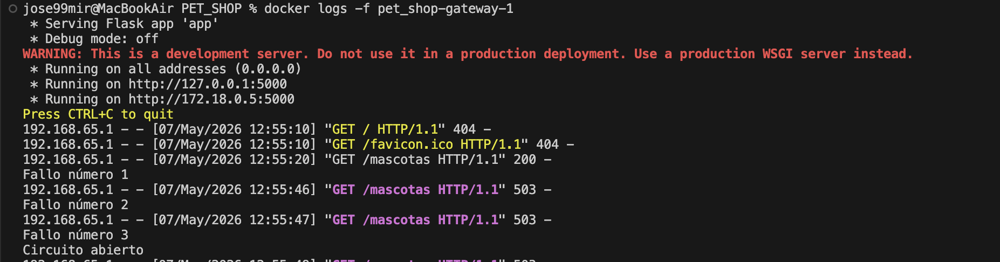 jose99mir@MacBookAir PET_SHOP % docker logs -f pet_shop-gateway-1
* Serving Flask app 'app'
* Debug mode: off
WARNING: This is a development server. Do not use it in a production deployment. Use a production WSGI server instead.
* Running on all addresses (0.0.0.0)
* Running on http://127.0.0.1:5000
* Running on http://172.18.0.5:5000
Press CTRL+C to quit
192.168.65.1 - - [07/May/2026 12:55:10] "GET / HTTP/1.1" 404 -
192.168.65.1 - - [07/May/2026 12:55:10] "GET /favicon.ico HTTP/1.1" 404 -
192.168.65.1 - - [07/May/2026 12:55:20] "GET /mascotas HTTP/1.1" 200 -
Fallo número 1
192.168.65.1 - - [07/May/2026 12:55:46] "GET /mascotas HTTP/1.1" 503 -
Fallo número 2
192.168.65.1 - - [07/May/2026 12:55:47] "GET /mascotas HTTP/1.1" 503 -
Fallo número 3
Circuito abierto